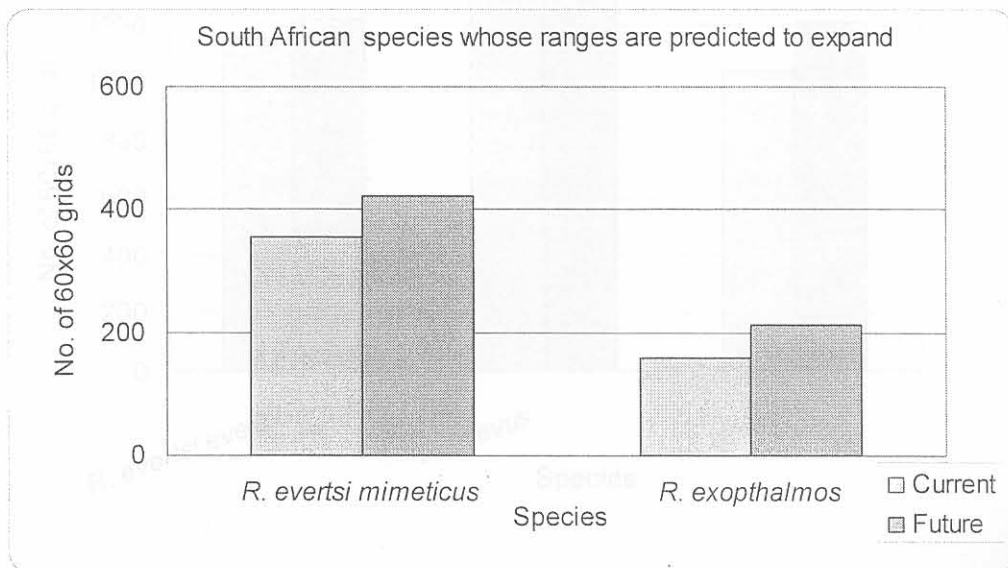 South African species whose ranges are predicted to expand
600
400
200
0
No. of 60x60 grids
R. evertsi mimeticus
R. exopthalmos
Species
Current
Future